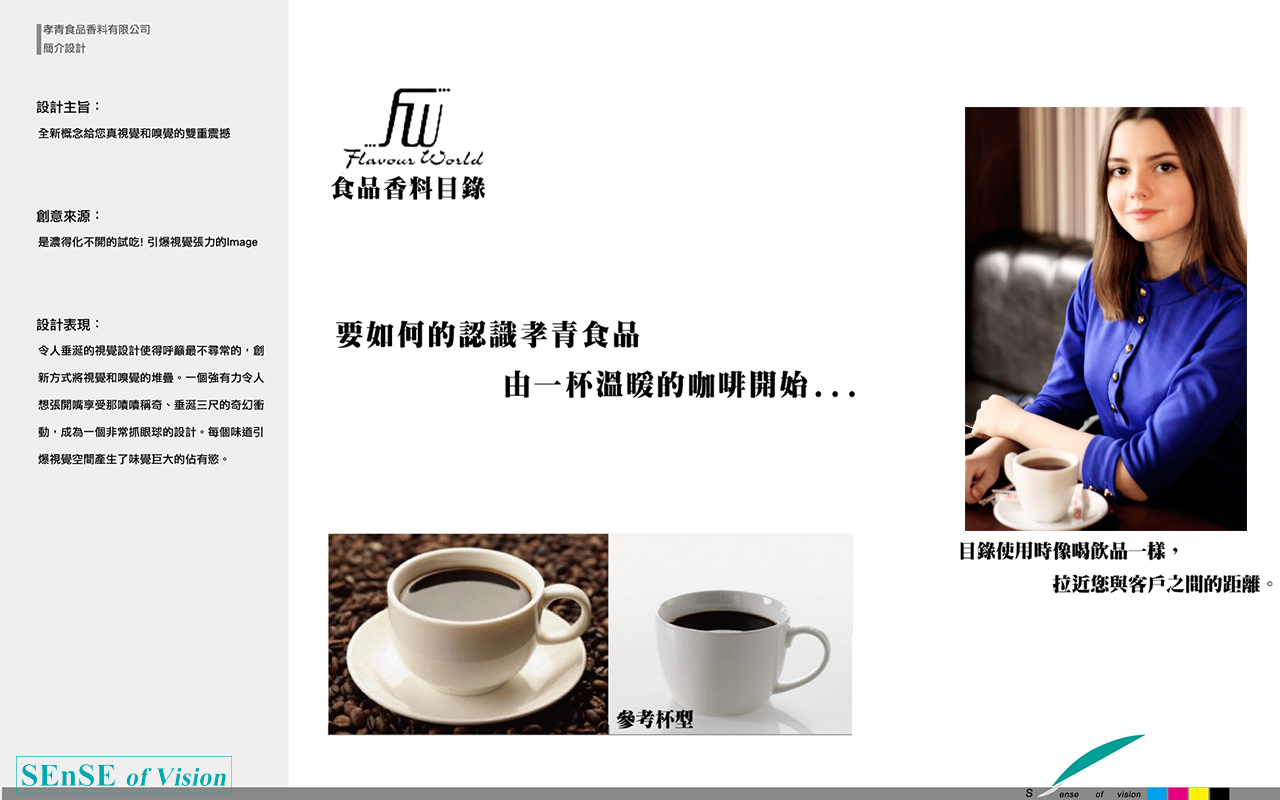 孝青食品香料有限公司
簡介設計
設計主旨：
全新概念給您真視覺和嗅覺的雙重震撼
創意來源：
是濃得化不開的試吃! 引爆視覺張力的Image
設計表現：
令人垂涎的視覺設計使得呼籲最不尋常的，創
新方式將視覺和嗅覺的堆疊。一個強有力令人
想張開嘴享受那嘖嘖稱奇、垂涎三尺的奇幻衝
動，成為一個非常抓眼球的設計。每個味道引
爆視覺空間產生了味覺巨大的佔有慾。
fw
Flavour World
食品香料目錄
要如何的認識孝青食品
由一杯溫暖的咖啡開始...
參考杯型
目錄使用時像喝飲品一樣，
拉近您與客戶之間的距離。
SEnSE of Vision
Sense of vision